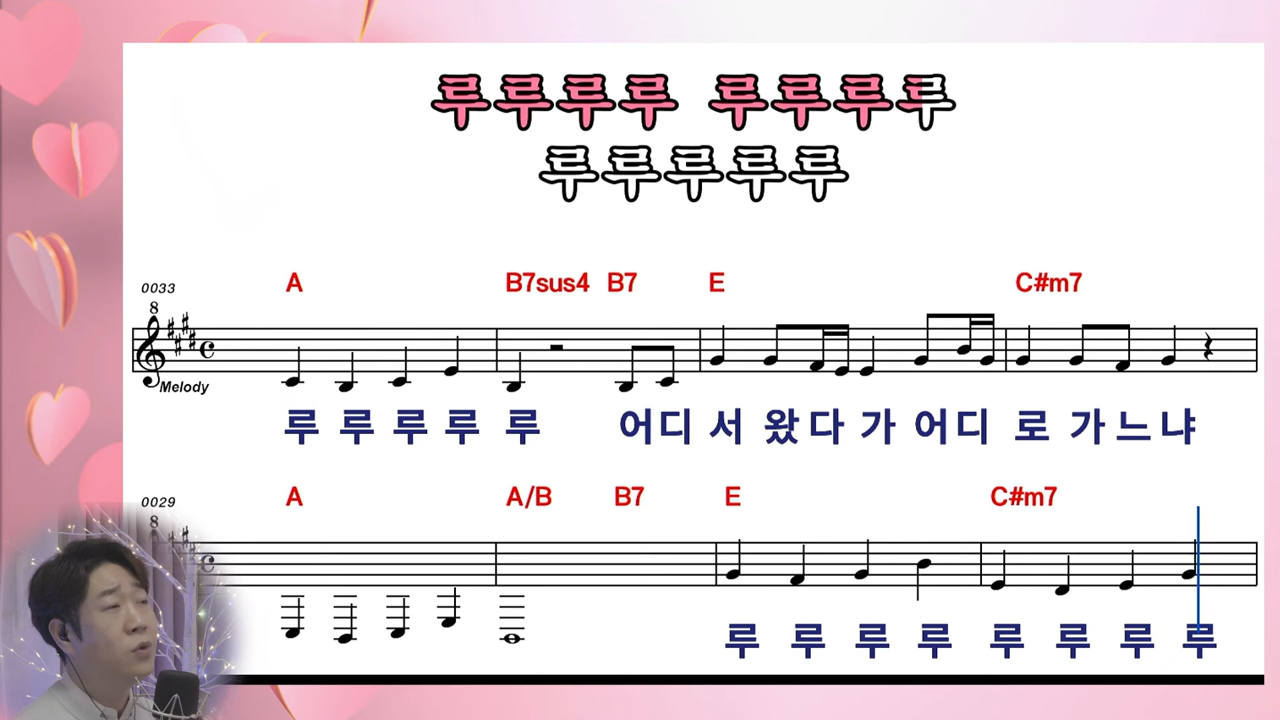 루루루루 루루루루
루루루루루
A B7sus4 B7 E C#m7
0033
8
Melody
루 루 루 루 루 어디 서 왔다 가 어디 로 가느냐
A A/B B7 E C#m7
0029
8
루 루 루 루 루 루 루 루